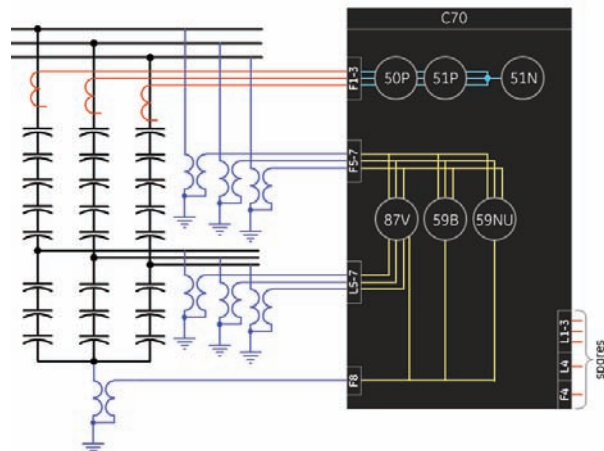 C70
F1-3
50P
51P
51N
F5-7
87V
59B
59NU
L5-7
L1-3
L4
F8
F4
spares